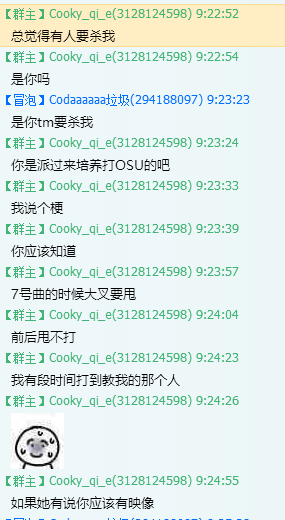 【群主】Cooky_qi_e(3128124598) 9:22:52
总觉得有人要杀我
【群主】Cooky_qi_e(3128124598) 9:22:54
是你吗
【冒泡】Codaaaaaa垃圾(294188097) 9:23:23
是你tm要杀我
【群主】Cooky_qi_e(3128124598) 9:23:24
你是派过来培养打OSU的吧
【群主】Cooky_qi_e(3128124598) 9:23:33
我说个梗
【群主】Cooky_qi_e(3128124598) 9:23:39
你应该知道
【群主】Cooky_qi_e(3128124598) 9:23:57
7号曲的时候大叉要甩
【群主】Cooky_qi_e(3128124598) 9:24:04
前后甩不打
【群主】Cooky_qi_e(3128124598) 9:24:23
我有段时间打到教我的那个人
【群主】Cooky_qi_e(3128124598) 9:24:26
【群主】Cooky_qi_e(3128124598) 9:24:55
如果她有说你应该有映像